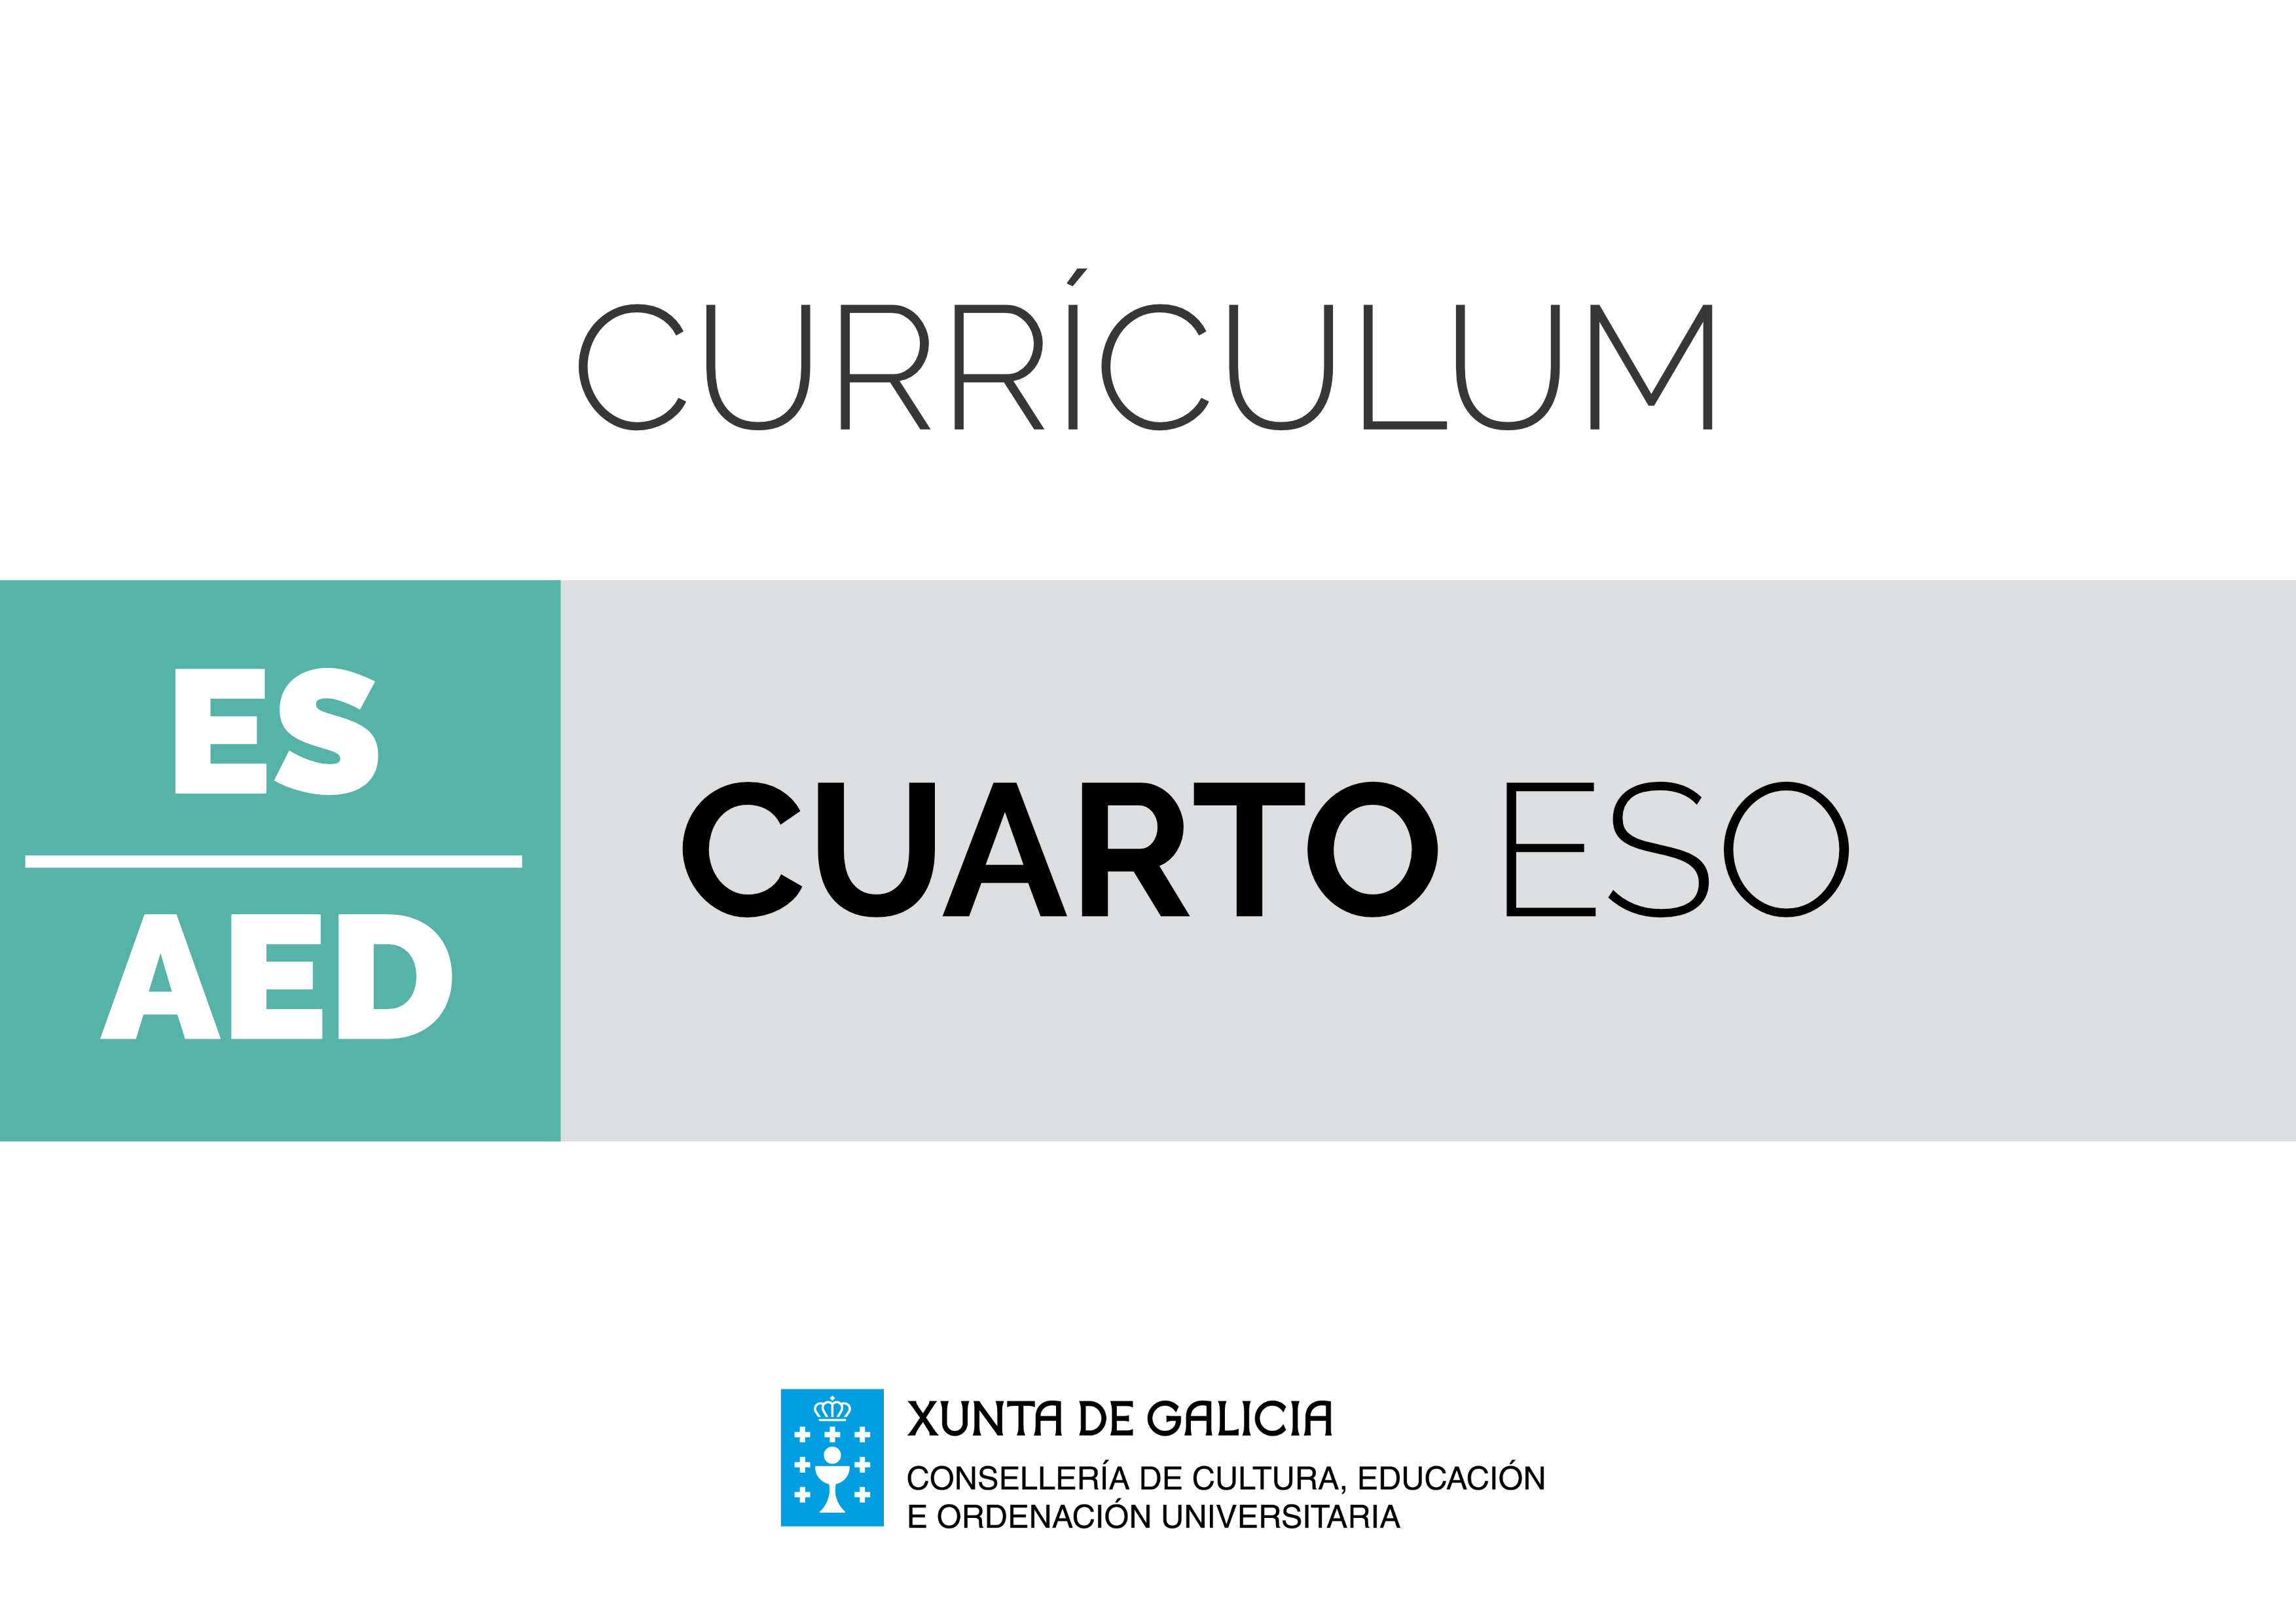 CURRÍCULUM
ES
AED
CUARTO ESO
XUNTA DE GALICIA
CONSELLERÍA DE CULTURA, EDUCACIÓN
E ORDENACIÓN UNIVERSITARIA